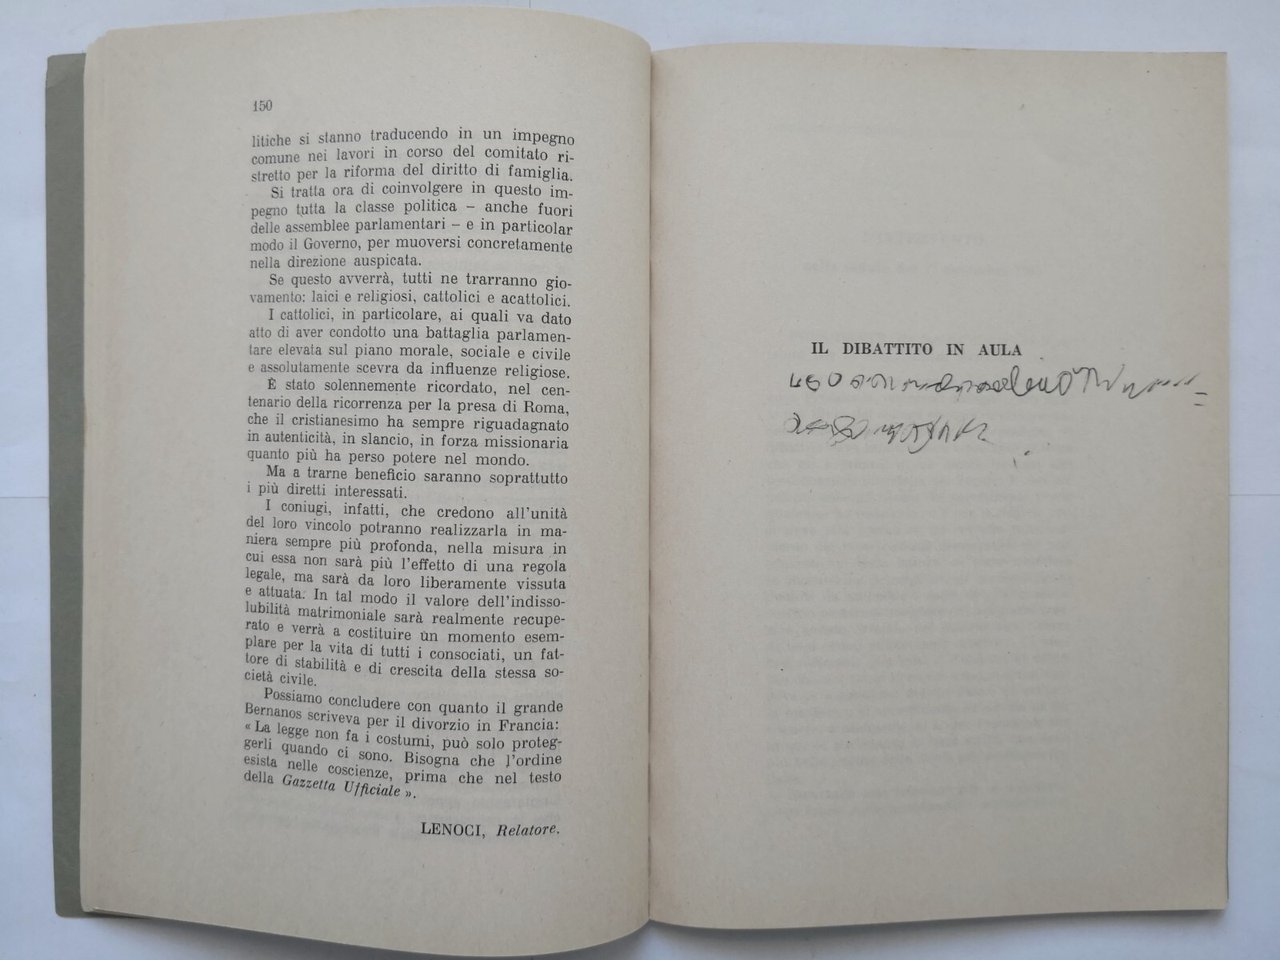 150
litiche si stanno traducendo in un impegno
comune nei lavori in corso del comitato ri-
stretto per la riforma del diritto di famiglia.
Si tratta ora di coinvolgere in questo im-
pegno tutta la classe politica – anche fuori
delle assemblee parlamentari – e in particolar
modo il Governo, per muoversi concretamente
nella direzione auspicata.
Se questo avverrà, tutti ne trarranno gio-
vamento: laici e religiosi, cattolici e acattolici.
I cattolici, in particolare, ai quali va dato
atto di aver condotto una battaglia parlamen-
tare elevata sul piano morale, sociale e civile
e assolutamente scevra da influenze religiose.
È stato solennemente ricordato, nel cen-
tenario della ricorrenza per la presa di Roma,
che il cristianesimo ha sempre riguadagnato
in autenticità, in slancio, in forza missionaria
quanto più ha perso potere nel mondo.
Ma a trarne beneficio saranno soprattutto
i più diretti interessati.
I coniugi, infatti, che credono all'unità
del loro vincolo potranno realizzarla in ma-
niera sempre più profonda, nella misura in
cui essa non sarà più l'effetto di una regola
legale, ma sarà da loro liberamente vissuta
e attuata. In tal modo il valore dell'indisso-
lubilità matrimoniale sarà realmente recupe-
rato e verrà a costituire un momento esem-
plare per la vita di tutti i consociati, un fat-
tore di stabilità e di crescita della stessa so-
cietà civile.
Possiamo concludere con quanto il grande
Bernanos scriveva per il divorzio in Francia:
« La legge non fa i costumi, può solo proteg-
gerli quando ci sono. Bisogna che l'ordine
esista nelle coscienze, prima che nel testo
della Gazzetta Ufficiale ».
LENOCI, Relatore.
IL DIBATTITO IN AULA